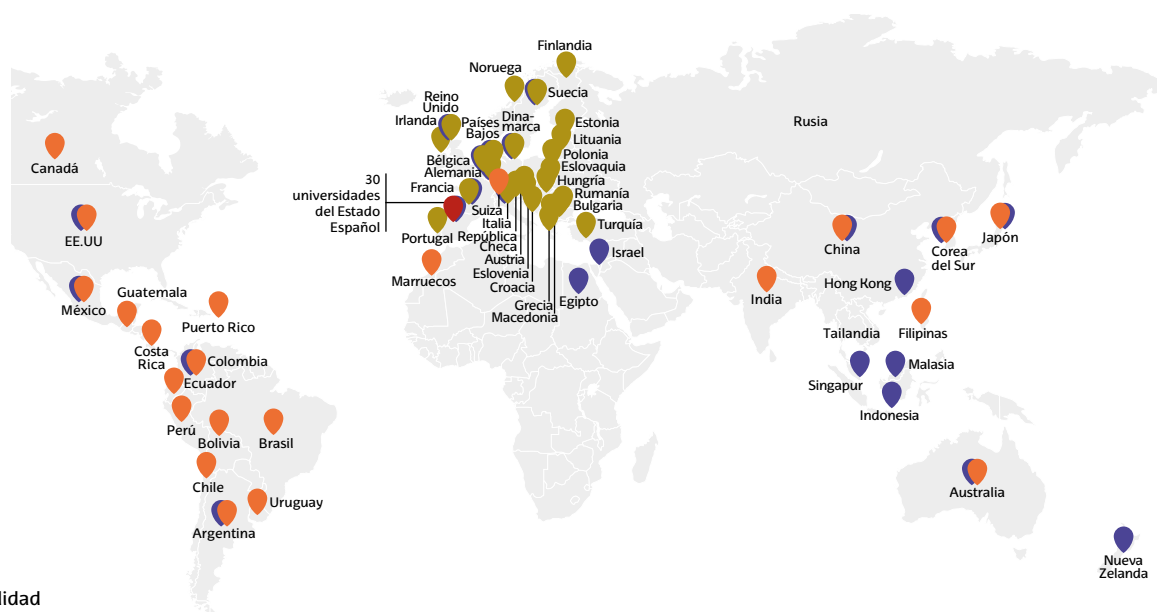 Finlandia
Noruega
Suecia
Reino
Unido
Irlanda
Países
Bajos
Dina-
marca
Estonia
Lituania
Polonia
Eslovaquia
Hungría
Rumanía
Bulgaria
Turquía
Israel
Egipto
Bélgica
Alemania
Francia
30
universidades
del Estado
Español
Portugal
Suiza
Italia
República
Checa
Austria
Eslovenia
Croacia
Grecia
Macedonia
Marruecos
Rusia
Canadá
EE.UU
México
Guatemala
Puerto Rico
Costa
Rica
Colombia
Ecuador
Perú
Bolivia
Brasil
Chile
Uruguay
Argentina
China
Corea
del Sur
Japón
India
Hong Kong
Tailandia
Filipinas
Singapur
Malasia
Indonesia
Australia
Nueva
Zelanda
lidad